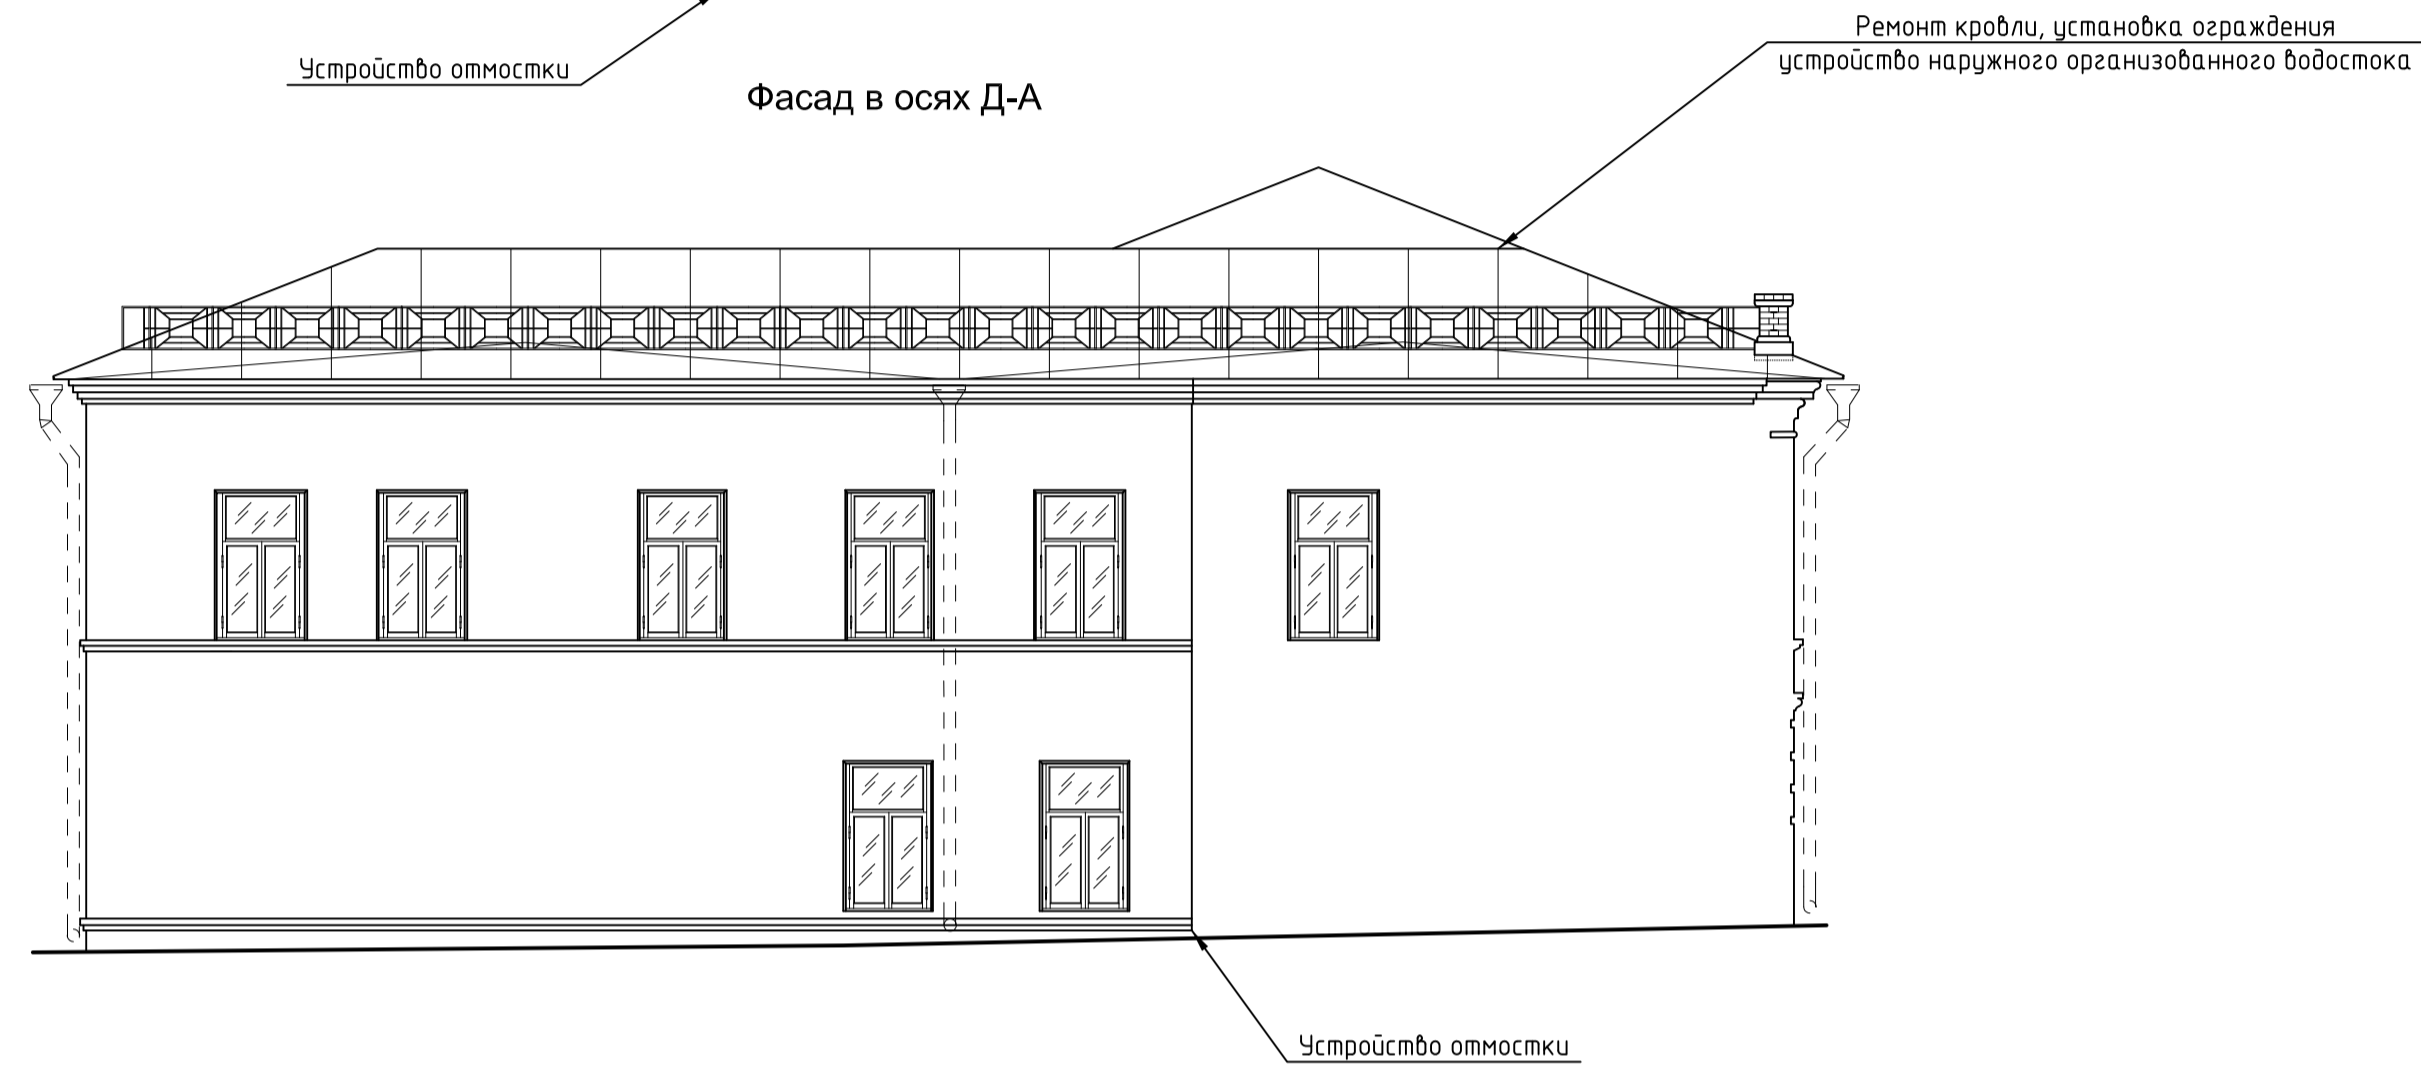 Ремонт кровли, установка ограждения
устройство наружного организованного водостока
Устройство отмостки
Фасад в осях Д-А
Устройство отмостки